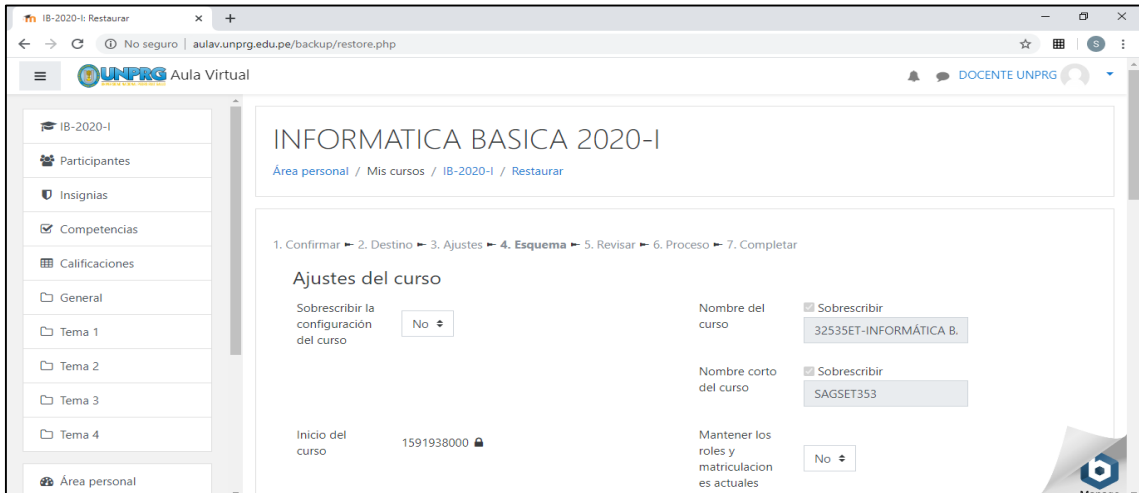 IB-2020-I: Restaurar
No seguro | aulav.unprg.edu.pe/backup/restore.php
S
UNPRG Aula Virtual
DOCENTE UNPRG
IB-2020-I
Participantes
Insignias
Competencias
Calificaciones
General
Tema 1
Tema 2
Tema 3
Tema 4
Área personal
INFORMATICA BASICA 2020-I
Área personal / Mis cursos / IB-2020-I / Restaurar
1. Confirmar ► 2. Destino ► 3. Ajustes ► 4. Esquema ► 5. Revisar ► 6. Proceso ► 7. Completar
Ajustes del curso
Sobrescribir la
configuración
del curso
No
Nombre del
curso
Sobrescribir
32535ET-INFORMÁTICA B.
Nombre corto
del curso
Sobrescribir
SAGSET353
Inicio del
curso
1591938000
Mantener los
roles y
matriculacion
es actuales
No